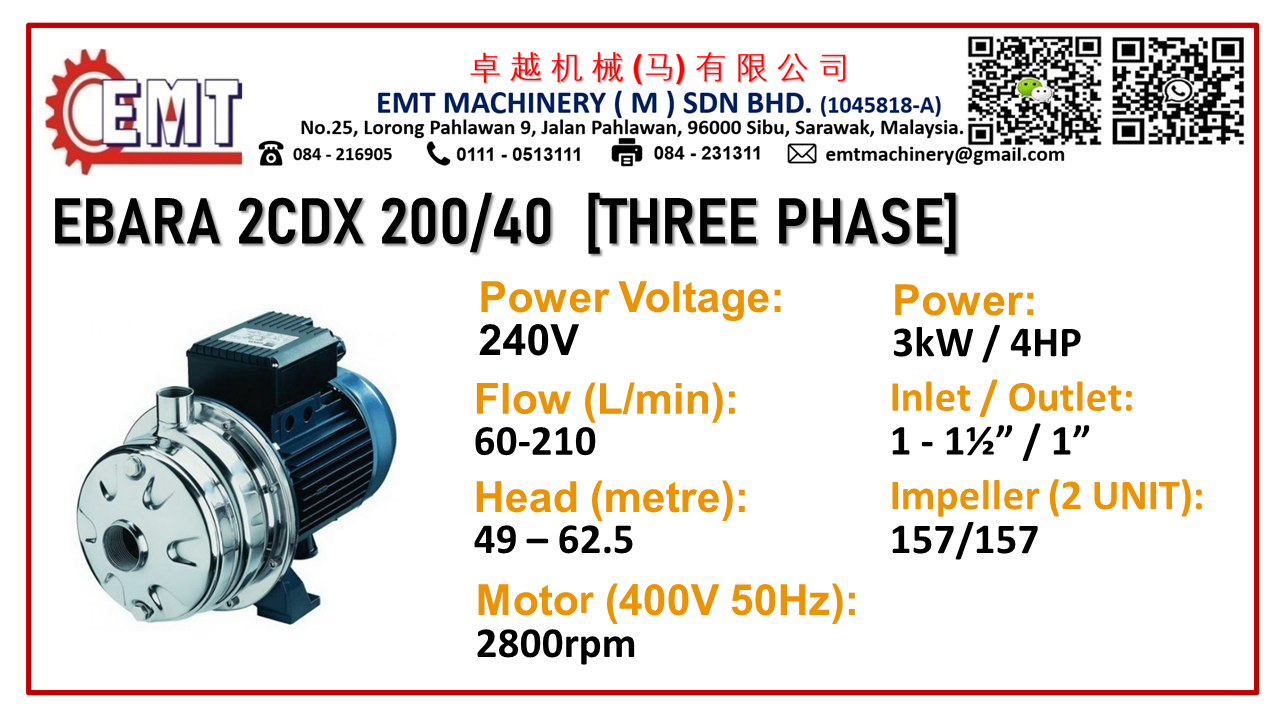 EMT
卓越机械(马)有限公司
EMT MACHINERY ( M ) SDN BHD. (1045818-A)
No.25, Lorong Pahlawan 9, Jalan Pahlawan, 96000 Sibu, Sarawak, Malaysia.
084 - 216905 0111 - 0513111 084 - 231311 emtmachinery@gmail.com
EBARA 2CDX 200/40 [THREE PHASE]
Power Voltage: Power:
240V 3kW / 4HP
Flow (L/min): Inlet / Outlet:
60-210 1 - 1½” / 1”
Head (metre): Impeller (2 UNIT):
49 – 62.5 157/157
Motor (400V 50Hz):
2800rpm